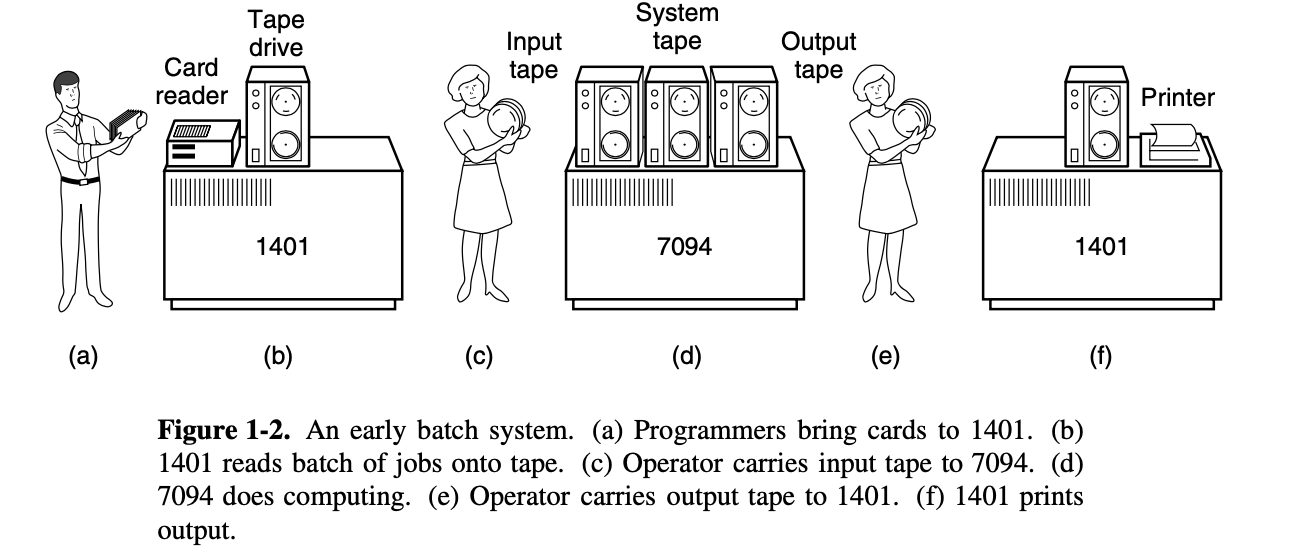 Tape
drive
Card
reader
1401
Input
tape
System
tape
Output
tape
7094
Printer
1401
(a)
(b)
(c)
(d)
(e)
(f)
Figure 1-2. An early batch system. (a) Programmers bring cards to 1401. (b)
1401 reads batch of jobs onto tape. (c) Operator carries input tape to 7094. (d)
7094 does computing. (e) Operator carries output tape to 1401. (f) 1401 prints
output.